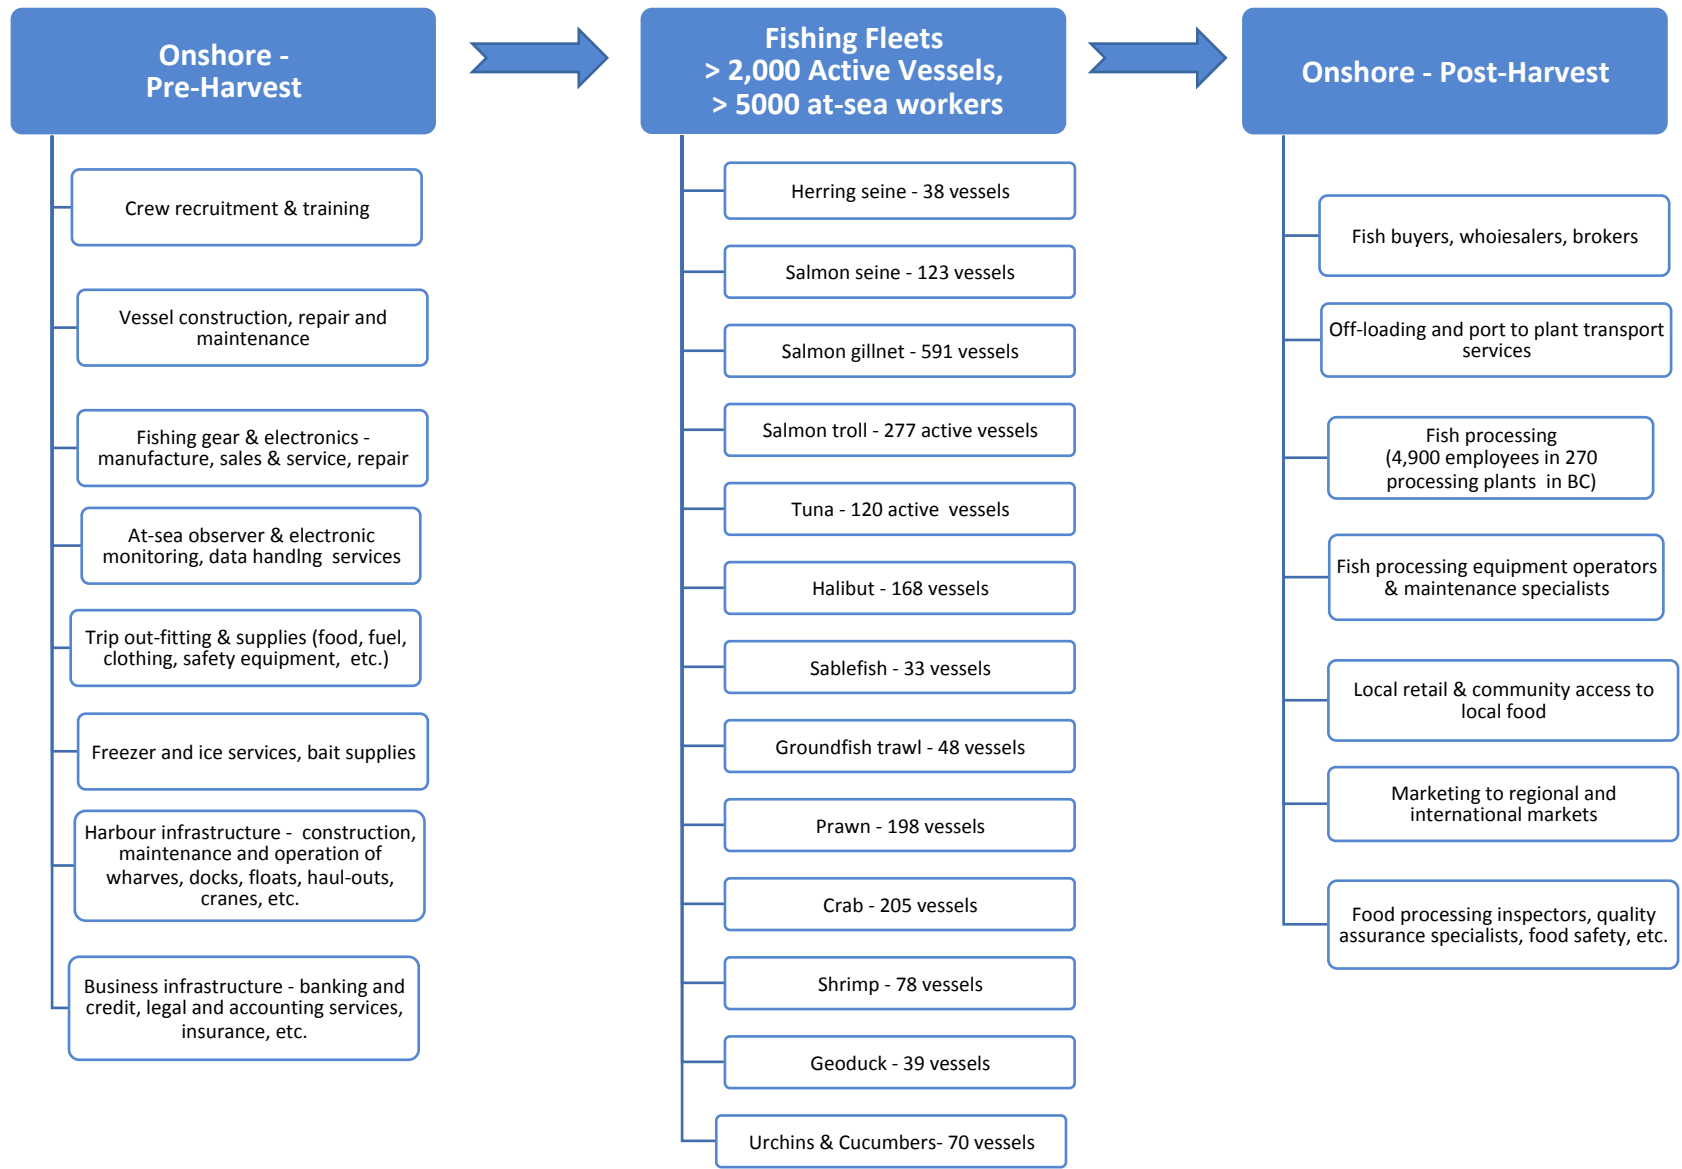 Onshore -
Pre-Harvest
Crew recruitment & training
Vessel construction, repair and
maintenance
Fishing gear & electronics -
manufacture, sales & service, repair
At-sea observer & electronic
monitoring, data handlng services
Trip out-fitting & supplies (food, fuel,
clothing, safety equipment, etc.)
Freezer and ice services, bait supplies
Harbour infrastructure - construction,
maintenance and operation of
wharves, docks, floats, haul-outs,
cranes, etc.
Business infrastructure - banking and
credit, legal and accounting services,
insurance, etc.
Fishing Fleets
> 2,000 Active Vessels,
> 5000 at-sea workers
Herring seine - 38 vessels
Salmon seine - 123 vessels
Salmon gillnet - 591 vessels
Salmon troll - 277 active vessels
Tuna - 120 active vessels
Halibut - 168 vessels
Sablefish - 33 vessels
Groundfish trawl - 48 vessels
Prawn - 198 vessels
Crab - 205 vessels
Shrimp - 78 vessels
Geoduck - 39 vessels
Urchins & Cucumbers- 70 vessels
Onshore - Post-Harvest
Fish buyers, whoiesalers, brokers
Off-loading and port to plant transport
services
Fish processing
(4,900 employees in 270
processing plants in BC)
Fish processing equipment operators
& maintenance specialists
Local retail & community access to
local food
Marketing to regional and
international markets
Food processing inspectors, quality
assurance specialists, food safety, etc.